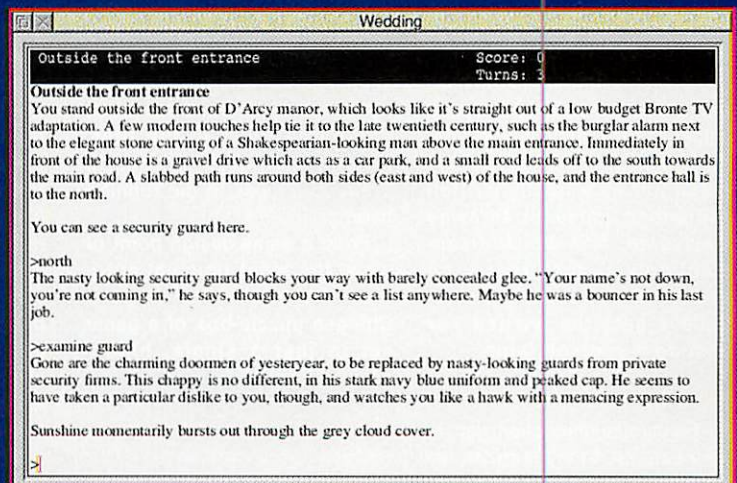 Wedding
Outside the front entrance Score: 0
Turns: 3
Outside the front entrance
You stand outside the front of D'Arcy manor, which looks like it's straight out of a low budget Bronte TV
adaptation. A few modern touches help tie it to the late twentieth century, such as the burglar alarm next
to the elegant stone carving of a Shakespearian-looking man above the main entrance. Immediately in
front of the house is a gravel drive which acts as a car park, and a small road leads off to the south towards
the main road. A slabbed path runs around both sides (east and west) of the house, and the entrance hall is
to the north.
You can see a security guard here.
>north
The nasty looking security guard blocks your way with barely concealed glee. "Your name's not down,
you're not coming in," he says, though you can't see a list anywhere. Maybe he was a bouncer in his last
job.
>examine guard
Gone are the charming doormen of yesteryear, to be replaced by nasty-looking guards from private
security firms. This chappy is no different, in his stark navy blue uniform and peaked cap. He seems to
have taken a particular dislike to you, though, and watches you like a hawk with a menacing expression.
Sunshine momentarily bursts out through the grey cloud cover.
>